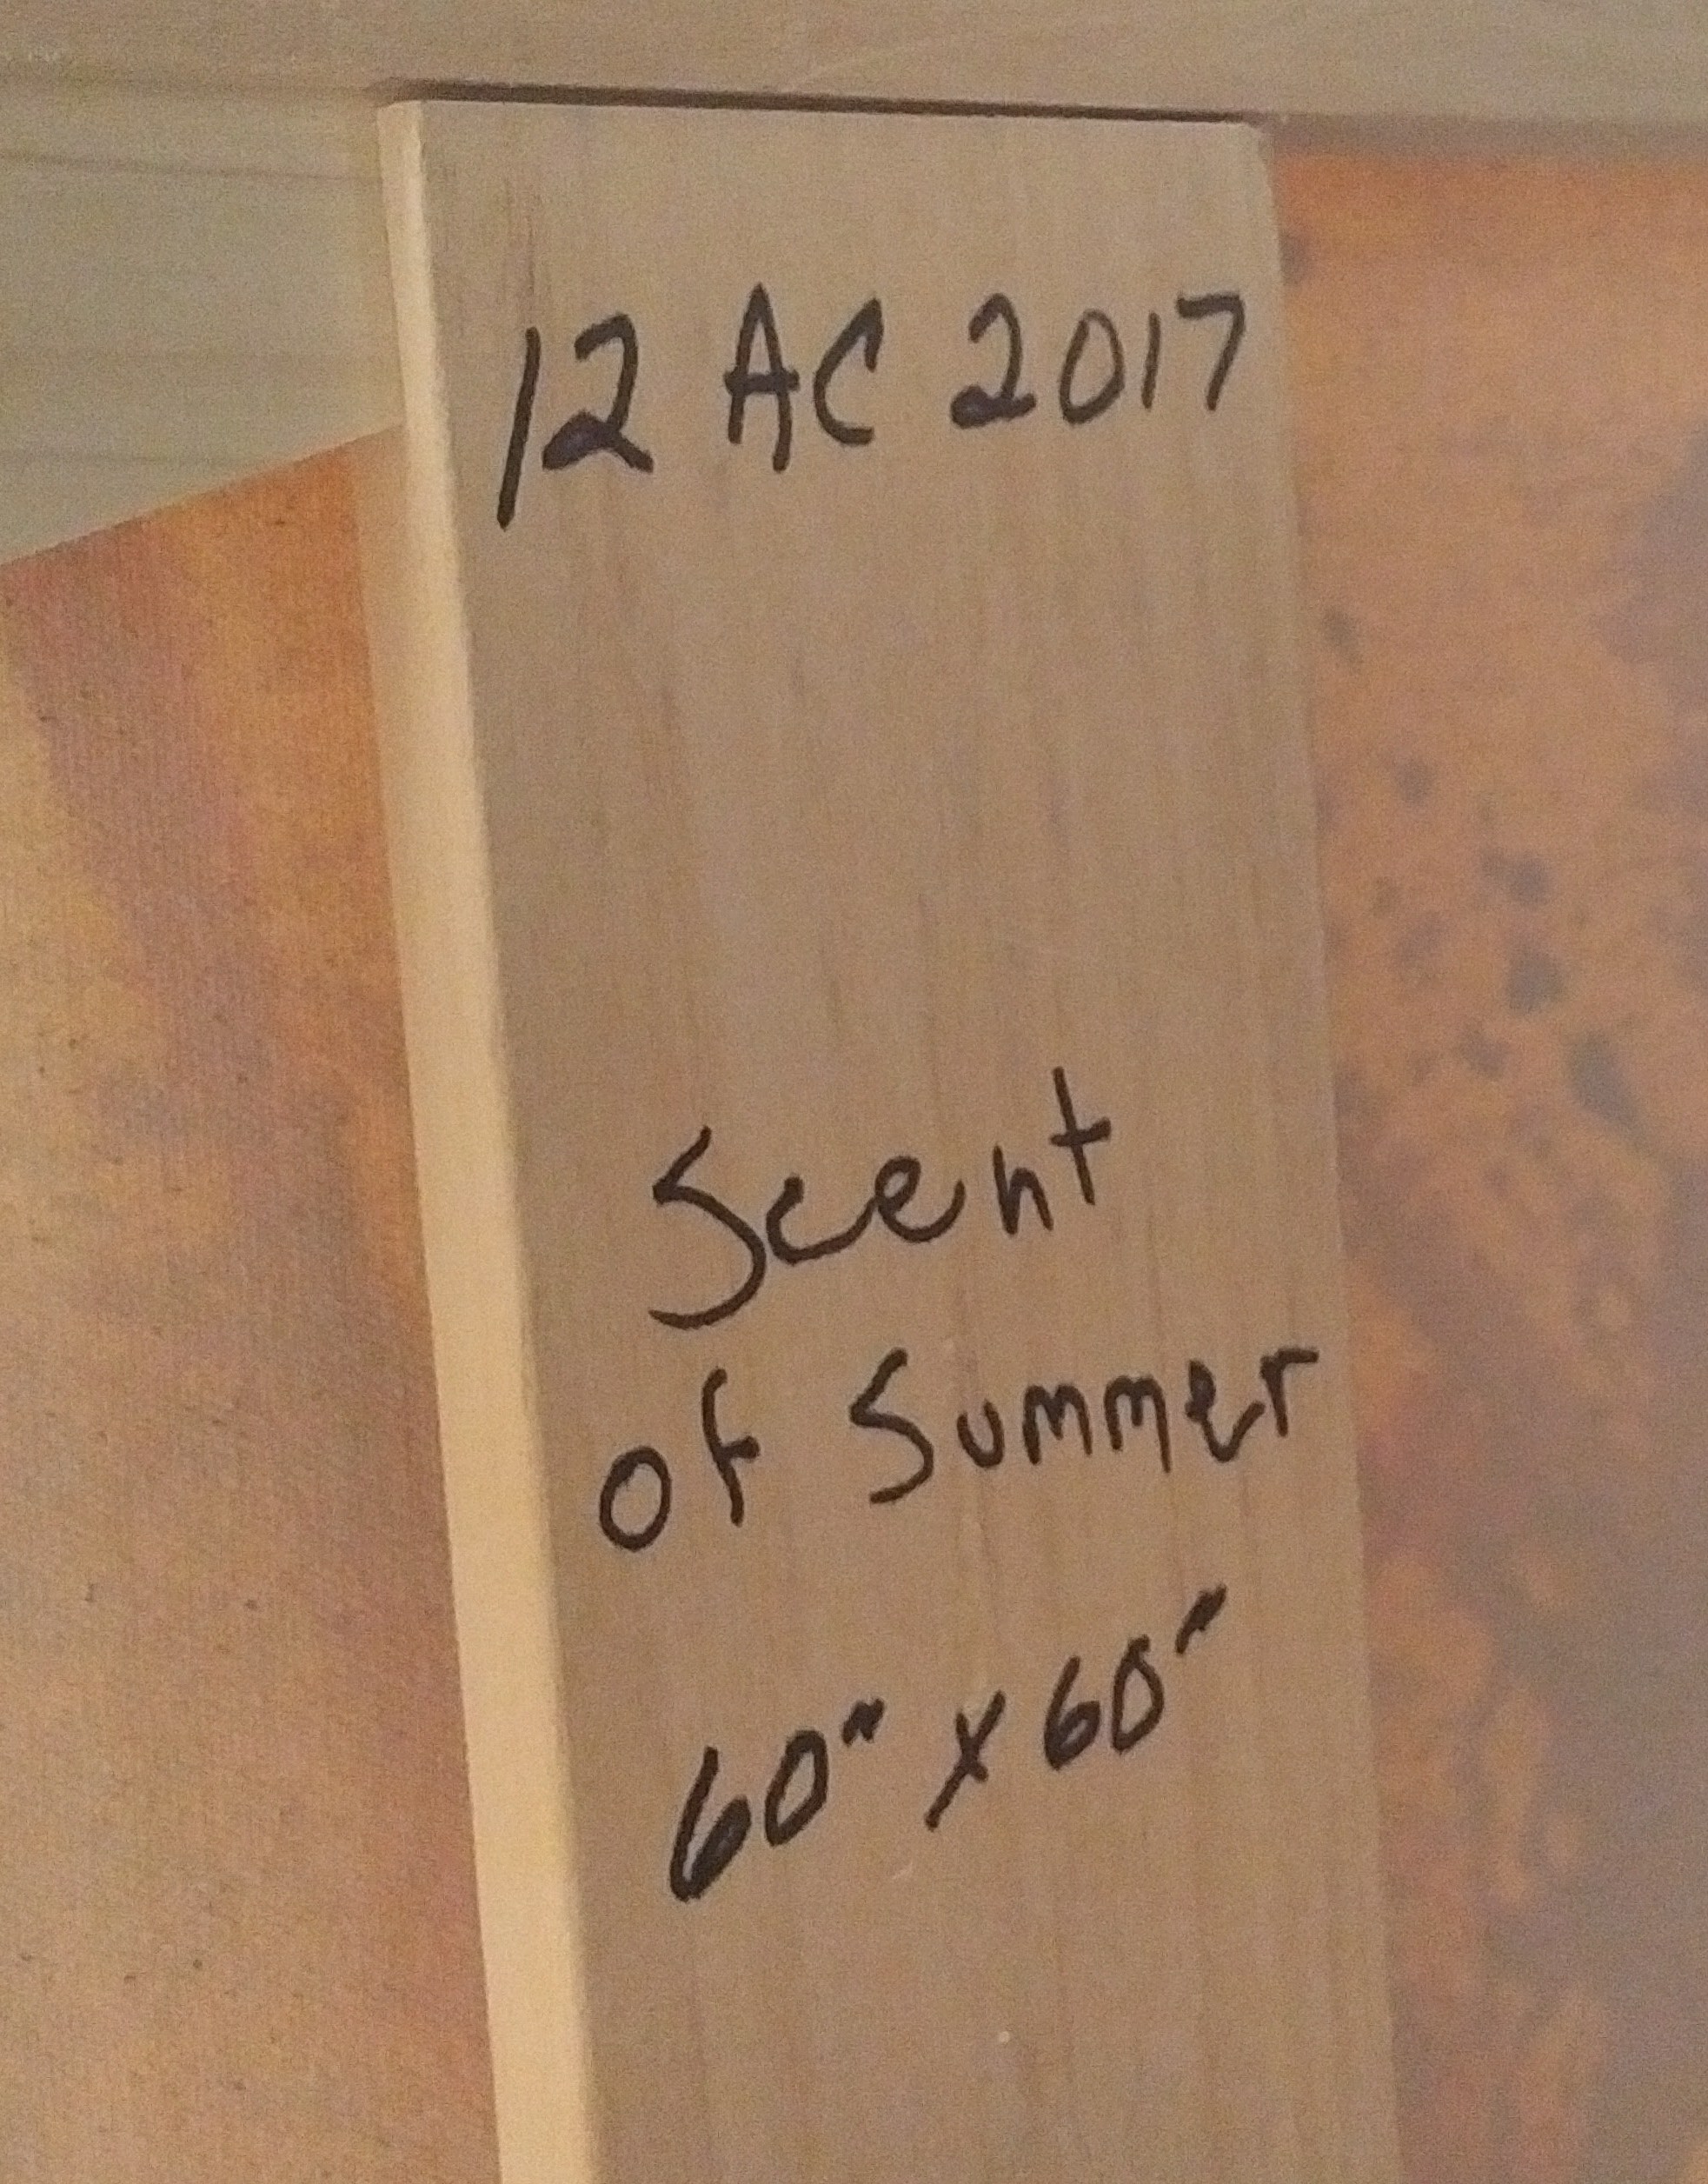 12 AC 2017
Scent
of Summer
60" x 60"